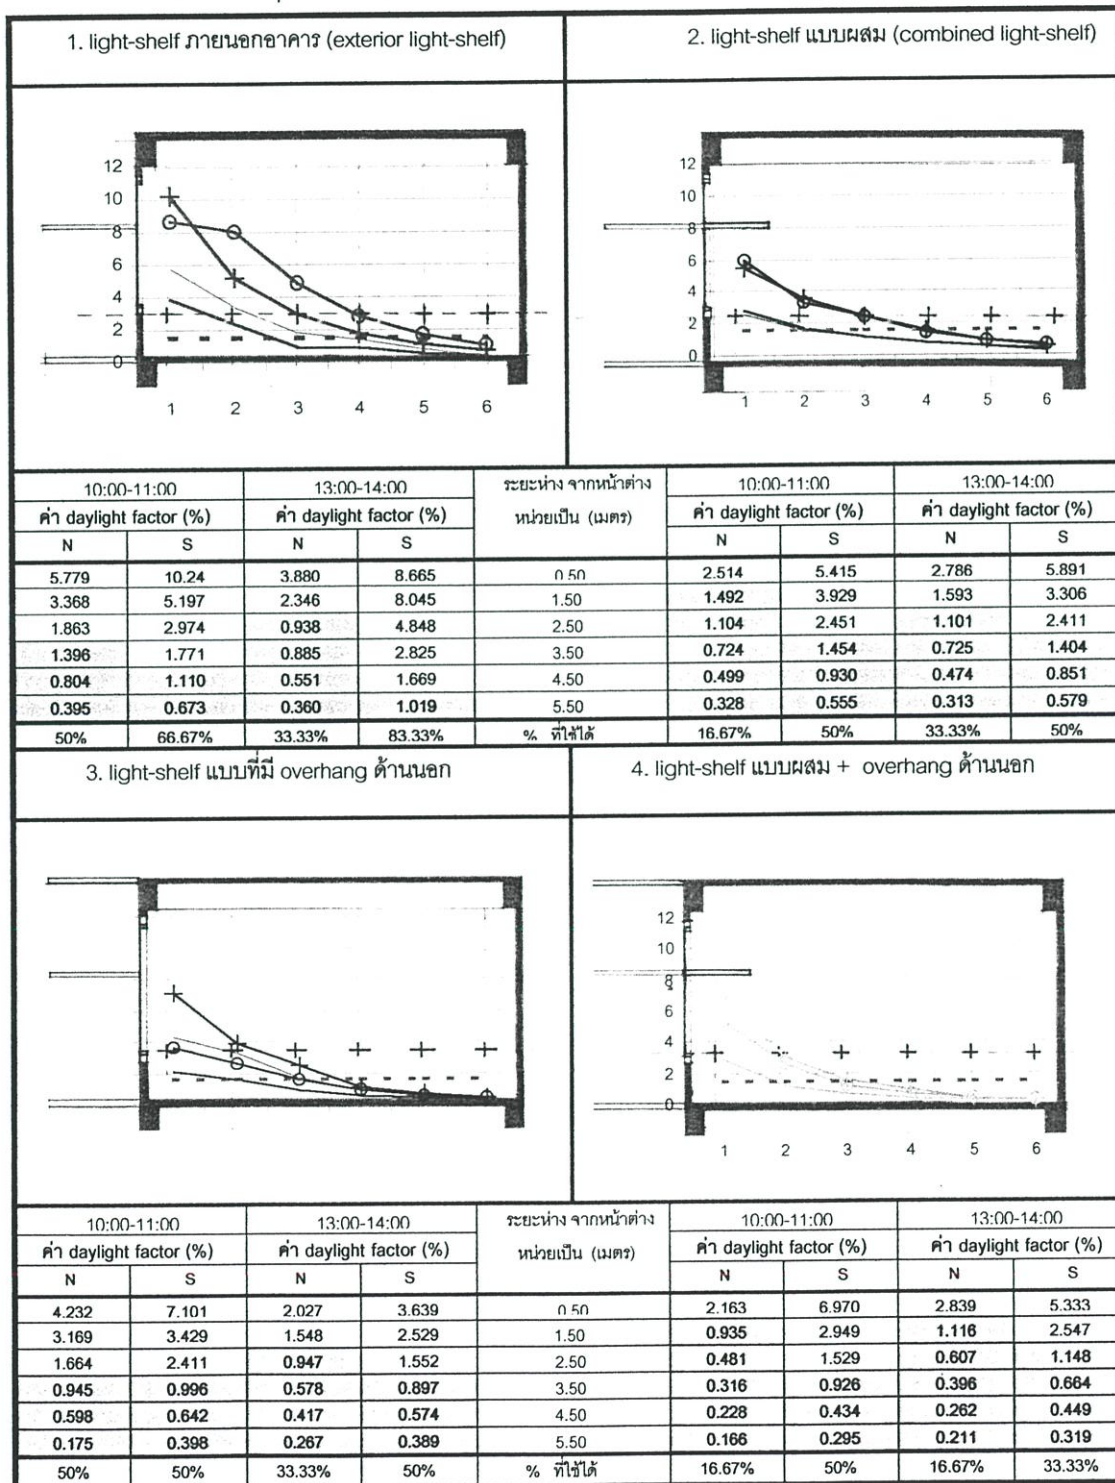 1. light-shelf ภายนอกอาคาร (exterior light-shelf)
2. light-shelf แบบผสม (combined light-shelf)
12
10
8
6
4
2
0
1 2 3 4 5 6
12
10
8
6
4
2
0
1 2 3 4 5 6
10:00-11:00 13:00-14:00 ระยะห่าง จากหน้าต่าง 10:00-11:00 13:00-14:00
ค่า daylight factor (%) ค่า daylight factor (%) หน่วยเป็น (เมตร) ค่า daylight factor (%) ค่า daylight factor (%)
N S N S N S N S
5.779 10.24 3.880 8.665 0.50 2.514 5.415 2.786 5.891
3.368 5.197 2.346 8.045 1.50 1.492 3.929 1.593 3.306
1.863 2.974 0.938 4.848 2.50 1.104 2.451 1.101 2.411
1.396 1.771 0.885 2.825 3.50 0.724 1.454 0.725 1.404
0.804 1.110 0.551 1.669 4.50 0.499 0.930 0.474 0.851
0.395 0.673 0.360 1.019 5.50 0.328 0.555 0.313 0.579
50% 66.67% 33.33% 83.33% % ที่ใช้ได้ 16.67% 50% 33.33% 50%
3. light-shelf แบบที่มี overhang ด้านนอก
4. light-shelf แบบผสม + overhang ด้านนอก
12
10
8
6
4
2
0
1 2 3 4 5 6
10:00-11:00 13:00-14:00 ระยะห่าง จากหน้าต่าง 10:00-11:00 13:00-14:00
ค่า daylight factor (%) ค่า daylight factor (%) หน่วยเป็น (เมตร) ค่า daylight factor (%) ค่า daylight factor (%)
N S N S N S N S
4.232 7.101 2.027 3.639 0.50 2.163 6.970 2.839 5.333
3.169 3.429 1.548 2.529 1.50 0.935 2.949 1.116 2.547
1.664 2.411 0.947 1.552 2.50 0.481 1.529 0.607 1.148
0.945 0.996 0.578 0.897 3.50 0.316 0.926 0.396 0.664
0.598 0.642 0.417 0.574 4.50 0.228 0.434 0.262 0.449
0.175 0.398 0.267 0.389 5.50 0.166 0.295 0.211 0.319
50% 50% 33.33% 50% % ที่ใช้ได้ 16.67% 50% 16.67% 33.33%